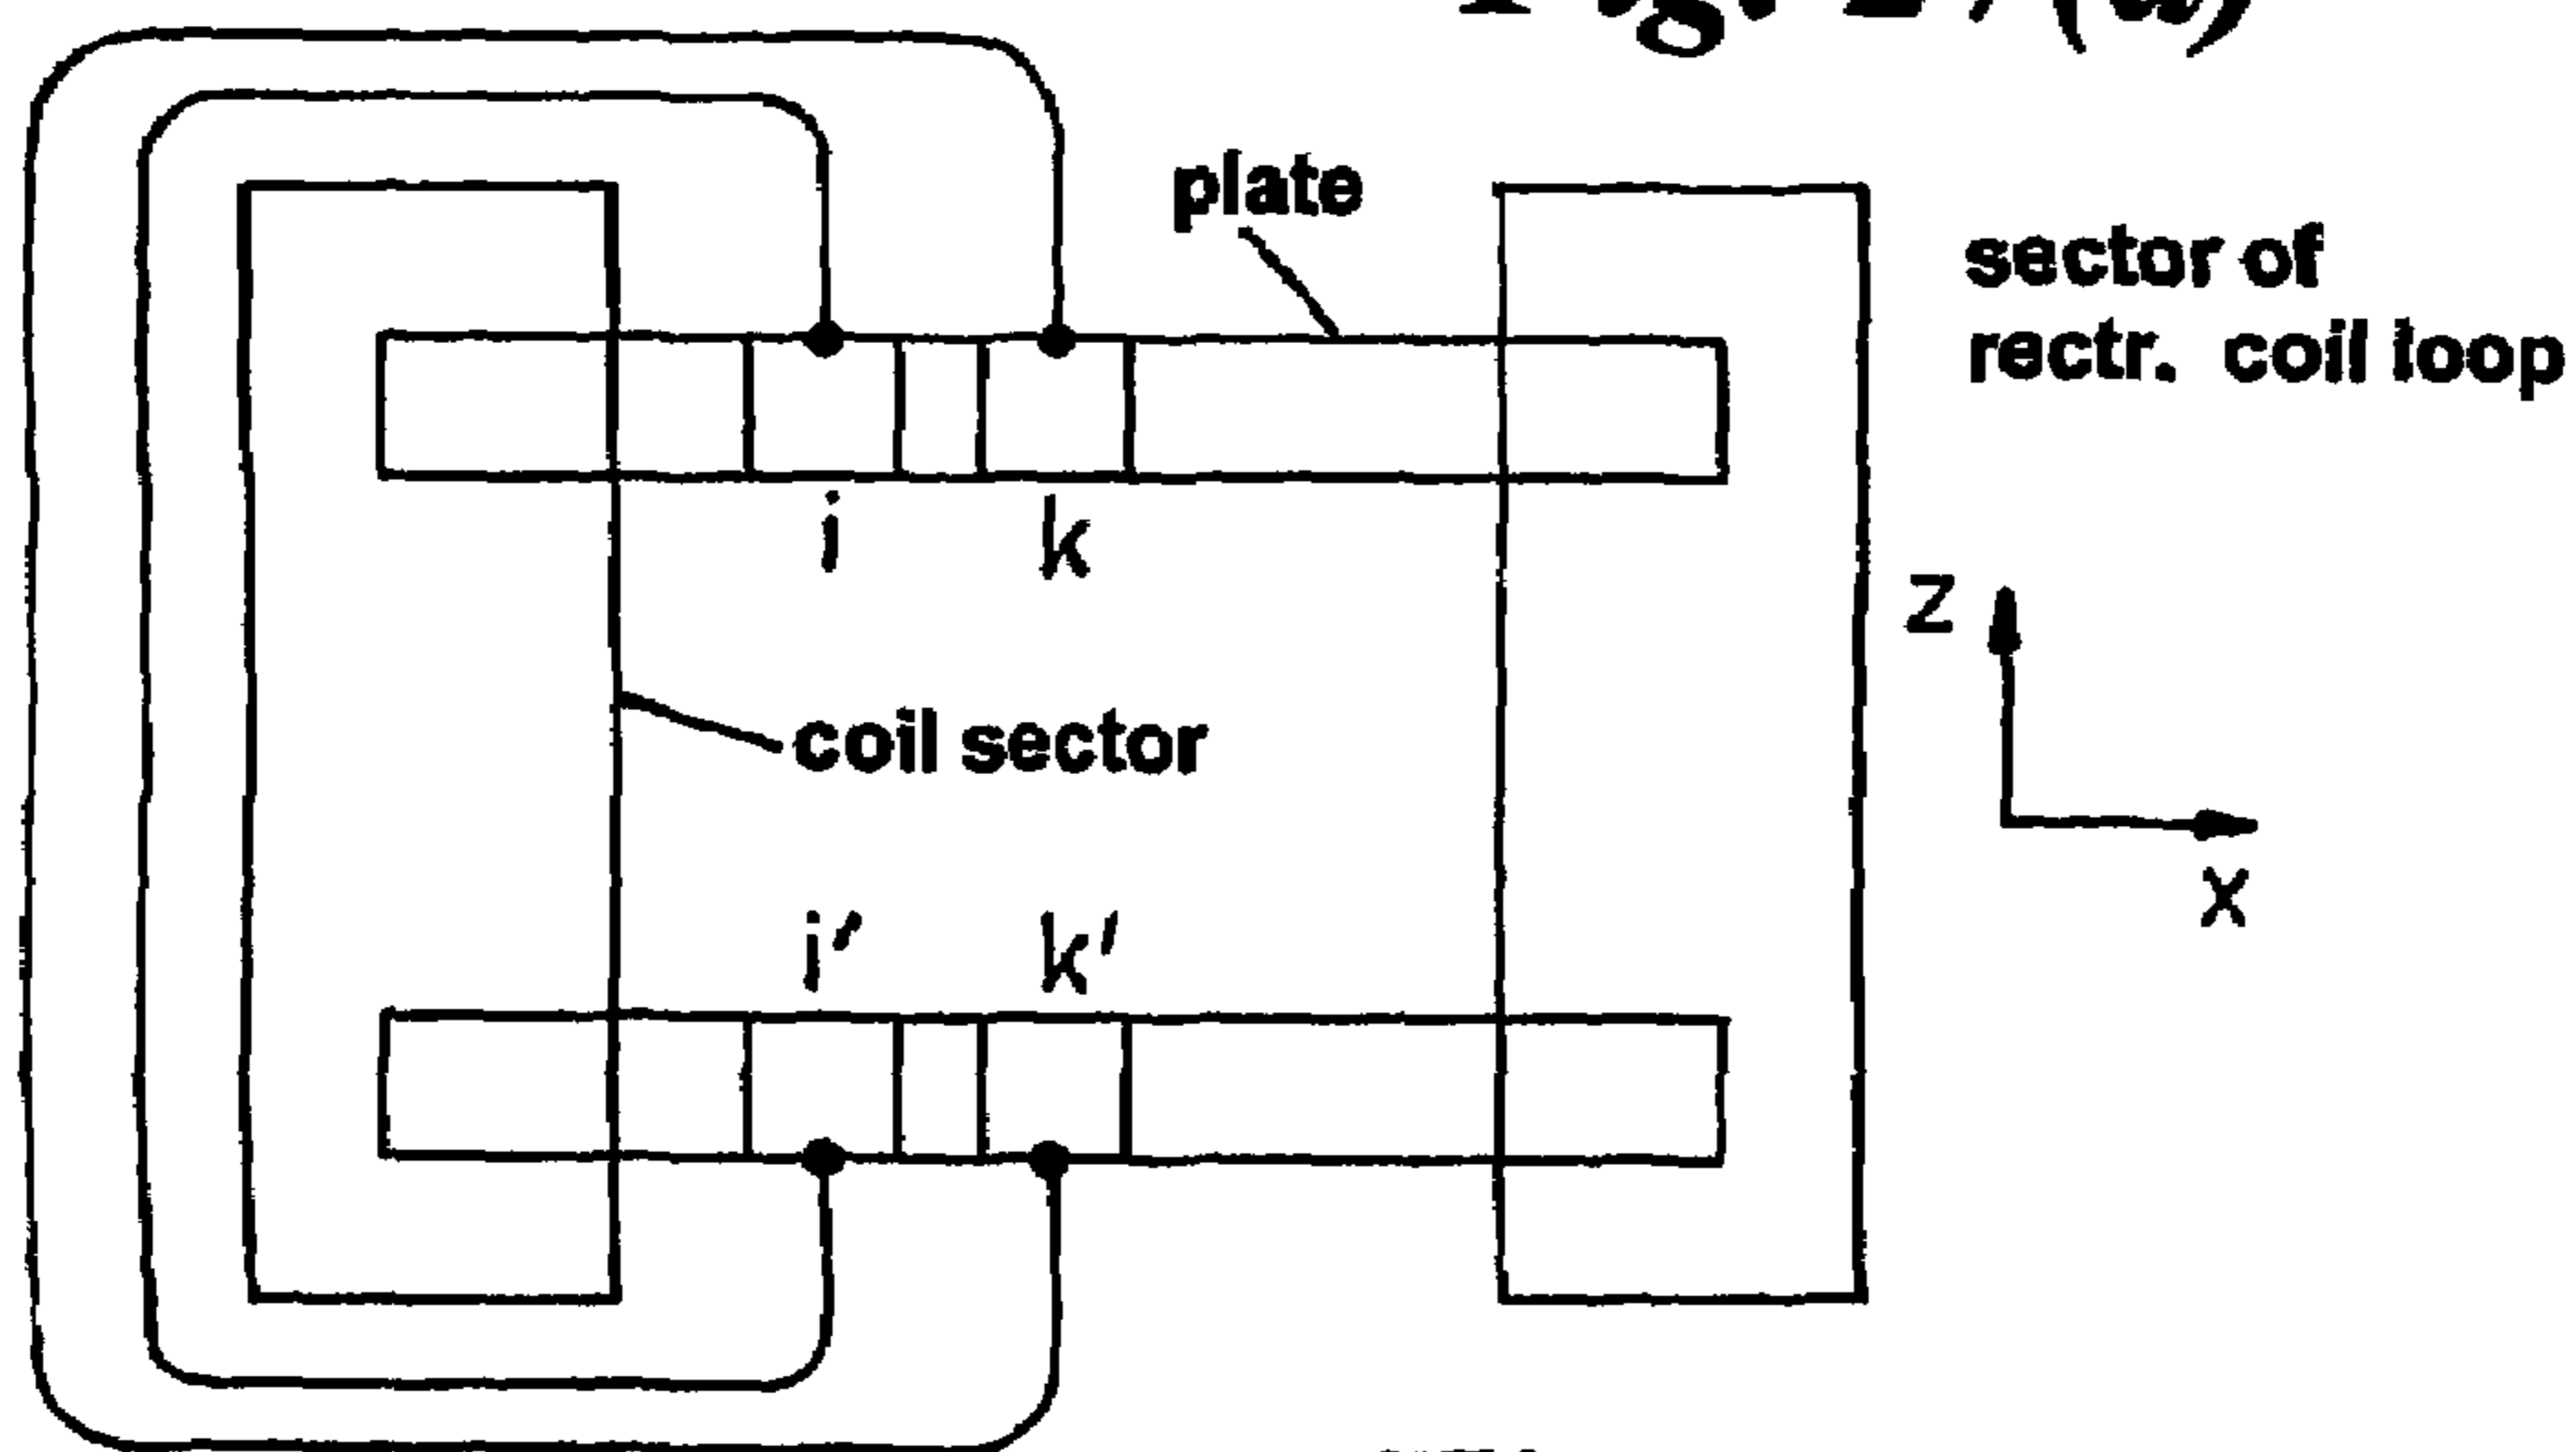 plate
sector of
rectr. coil loop
i
k
Z
coil sector
X
i′
k′